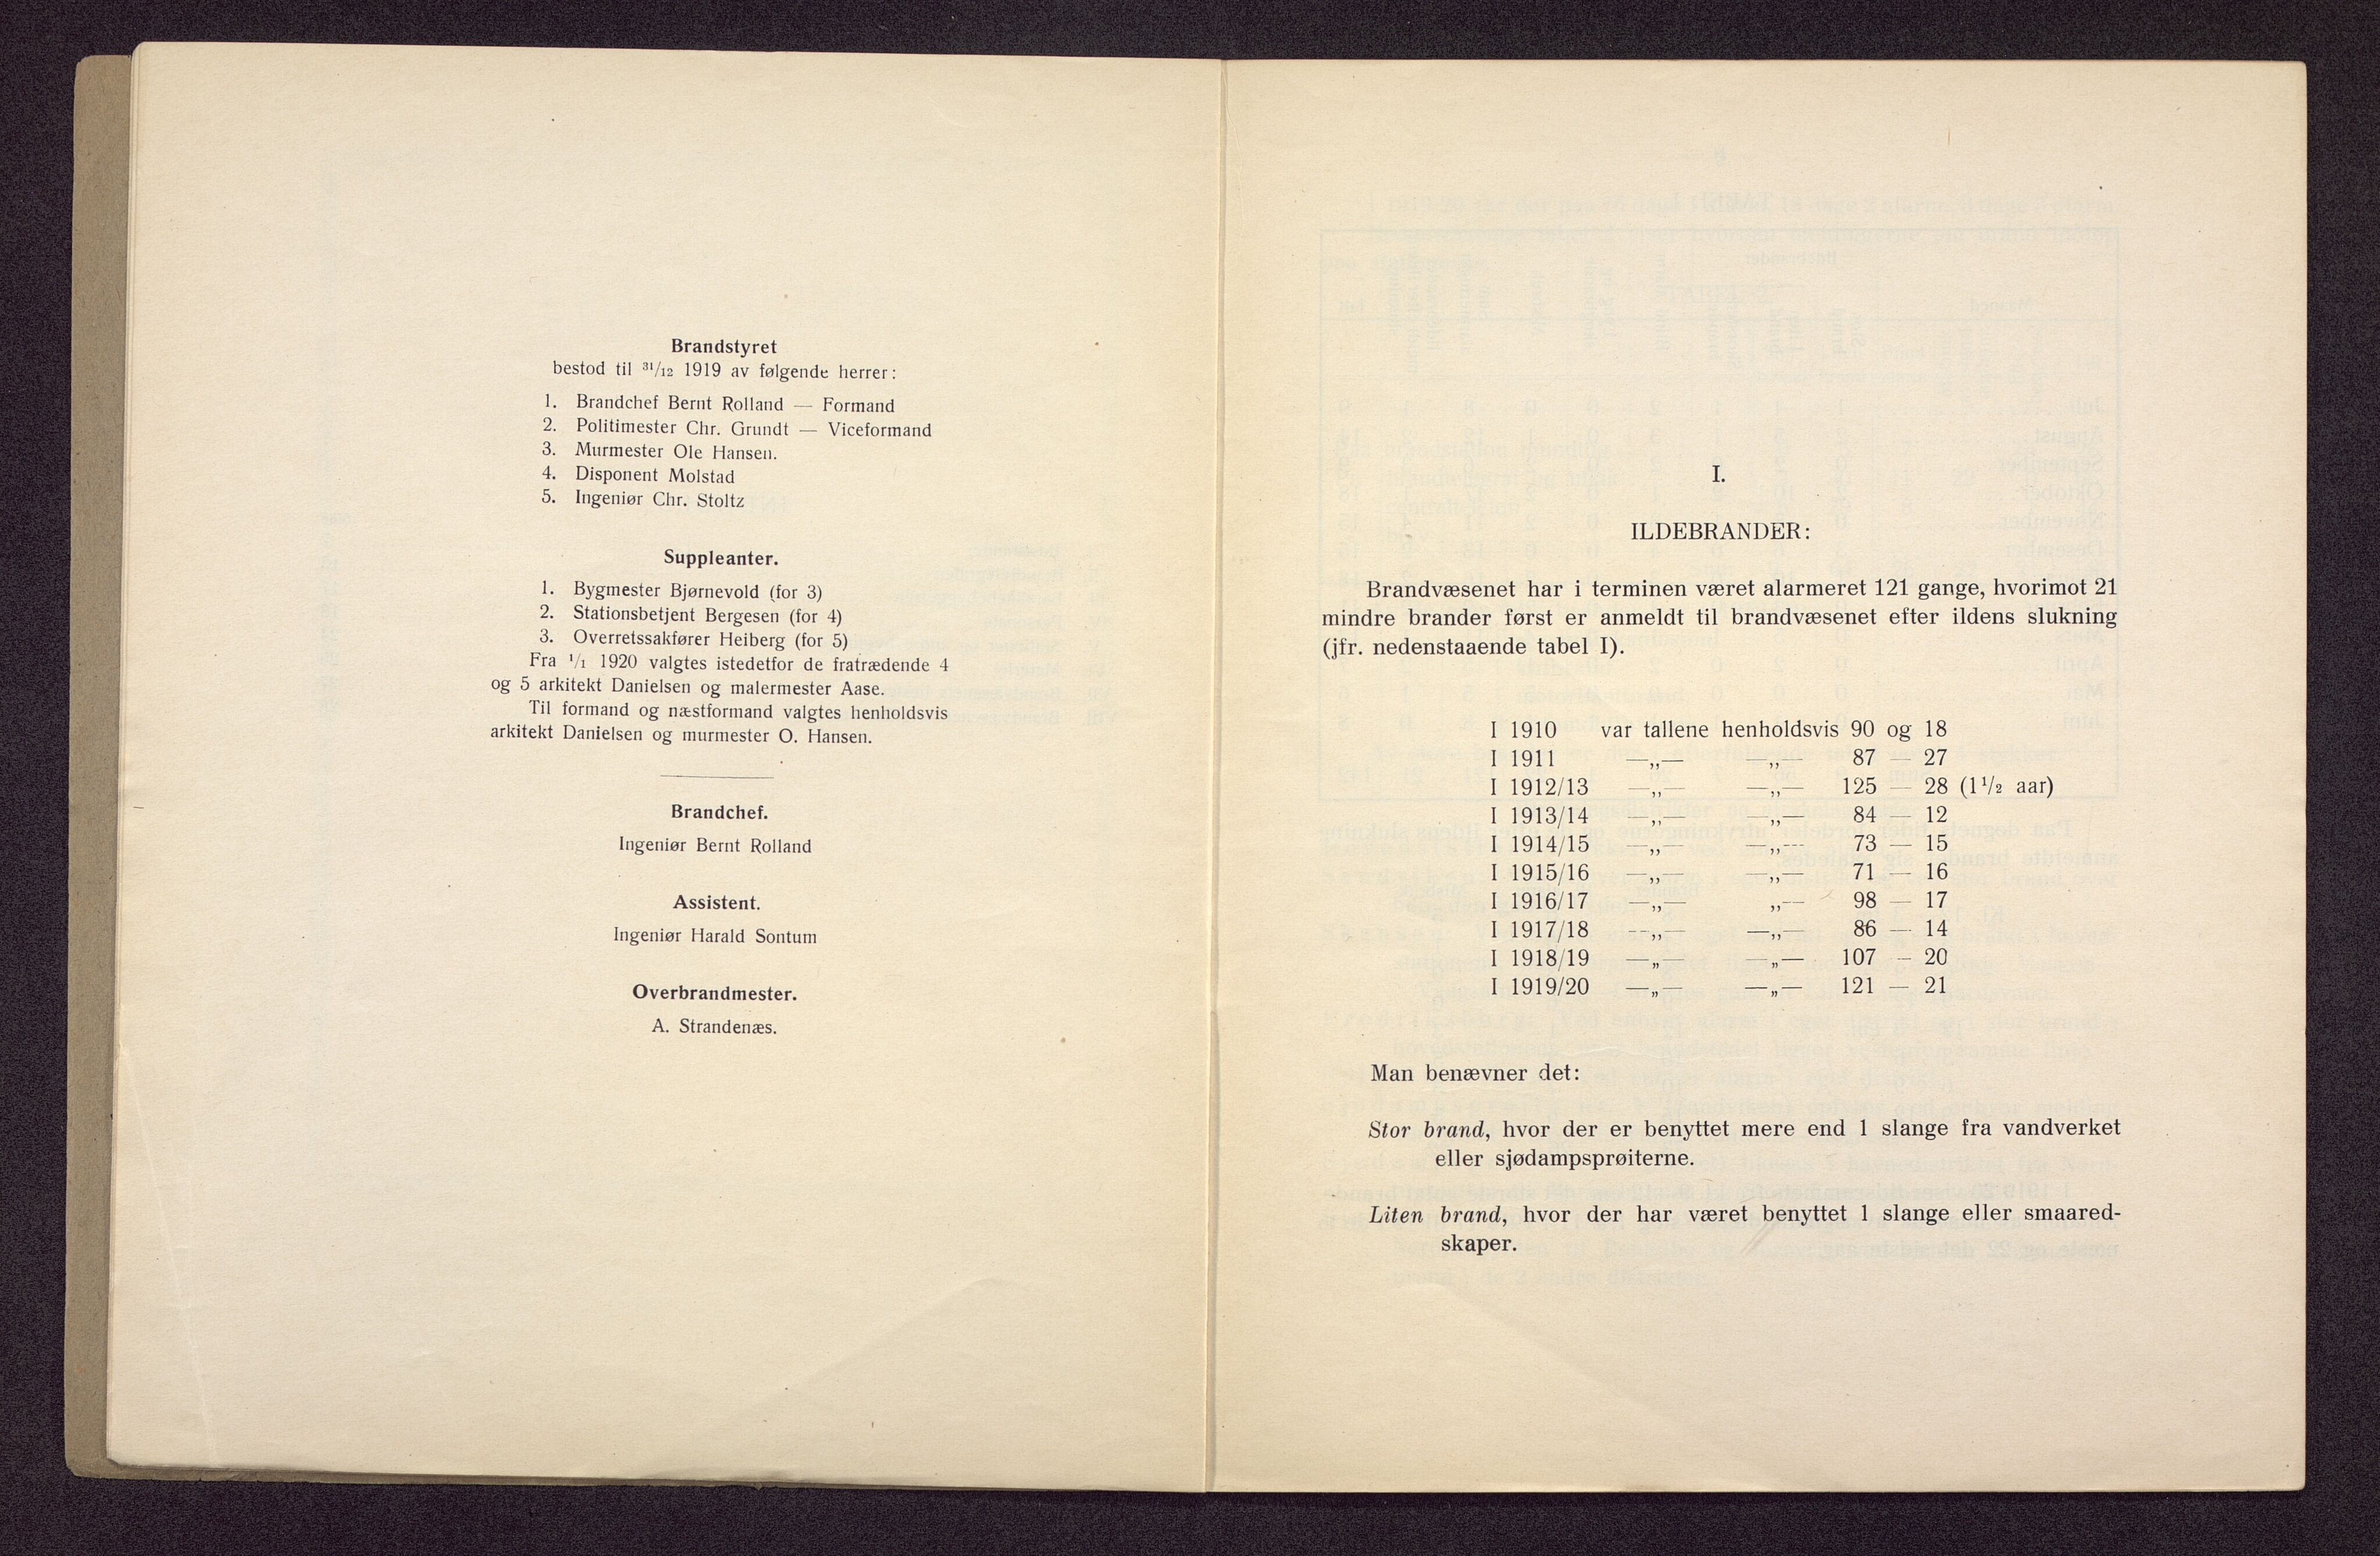 Brandstyret
bestod til 31/12 1919 av følgende herrer:
1. Brandchef Bernt Rolland — Formand
2. Politimester Chr. Grundt — Viceformand
3. Murmester Ole Hansen.
4. Disponent Molstad
5. Ingeniør Chr. Stoltz
Suppleanter.
1. Bygmester Bjørnevold (for 3)
2. Stationsbetjent Bergesen (for 4)
3. Overretssakfører Heiberg (for 5)
Fra 1/1 1920 valgtes istedetfor de fratrædende 4
og 5 arkitekt Danielsen og malermester Aase.
Til formand og næstformand valgtes henholdsvis
arkitekt Danielsen og murmester O. Hansen.
Brandchef.
Ingeniør Bernt Rolland
Assistent.
Ingeniør Harald Sontum
Overbrandmester.
A. Strandenæs.
I.
ILDEBRANDER:
Brandvæsenet har i terminen været alarmeret 121 gange, hvorimot 21
mindre brander først er anmeldt til brandvæsenet efter ildens slukning
(jfr. nedenstaaende tabel I).
I 1910 var tallene henholdsvis 90 og 18
I 1911 —„— —„— 87 — 27
I 1912/13 —„— —„— 125 — 28 (1 1/2 aar)
I 1913/14 —„— —„— 84 — 12
I 1914/15 —„— —„— 73 — 15
I 1915/16 —„— —„— 71 — 16
I 1916/17 —„— „— 98 — 17
I 1917/18 —„— —„— 86 — 14
I 1918/19 —„— —„— 107 — 20
I 1919/20 —„— —„— 121 — 21
Man benævner det:
Stor brand, hvor der er benyttet mere end 1 slange fra vandverket
eller sjødampsprøiterne.
Liten brand, hvor der har været benyttet 1 slange eller smaared-
skaper.